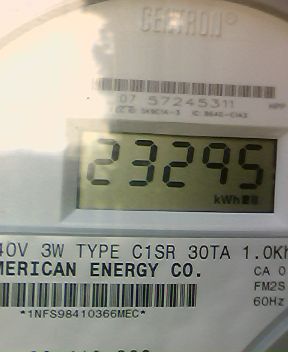 CENTRON®
07 57245311
23295
kWh
40V 3W TYPE C1SR 30TA 1.0Kh
MERICAN ENERGY CO.
CA 0
FM2S
60Hz
*1NFS98410366MEC*